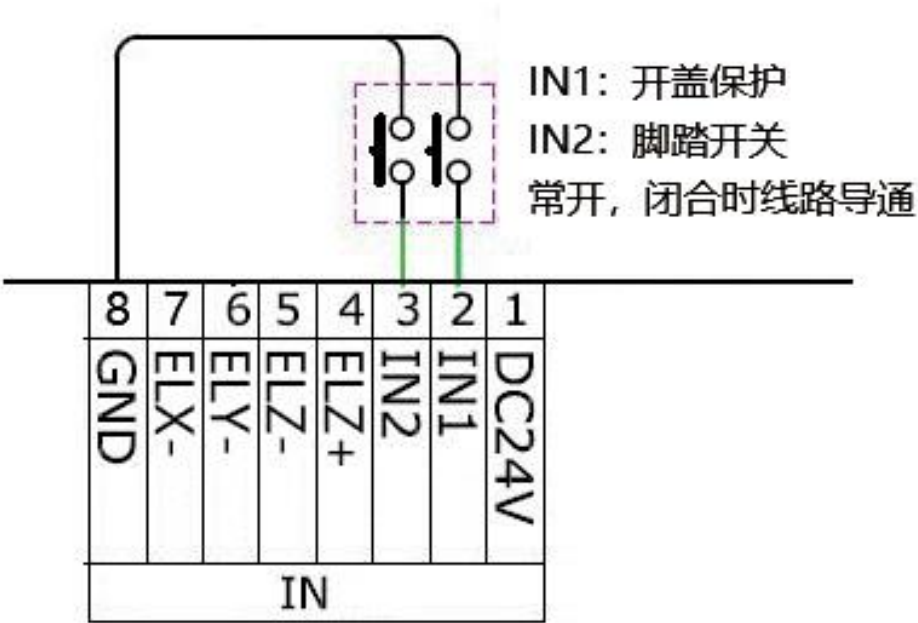 IN1：开盖保护
IN2：脚踏开关
常开，闭合时线路导通
8 7 6 5 4 3 2 1
GND ELX- ELY- ELZ- ELZ+ IN2 IN1 DC24V
IN